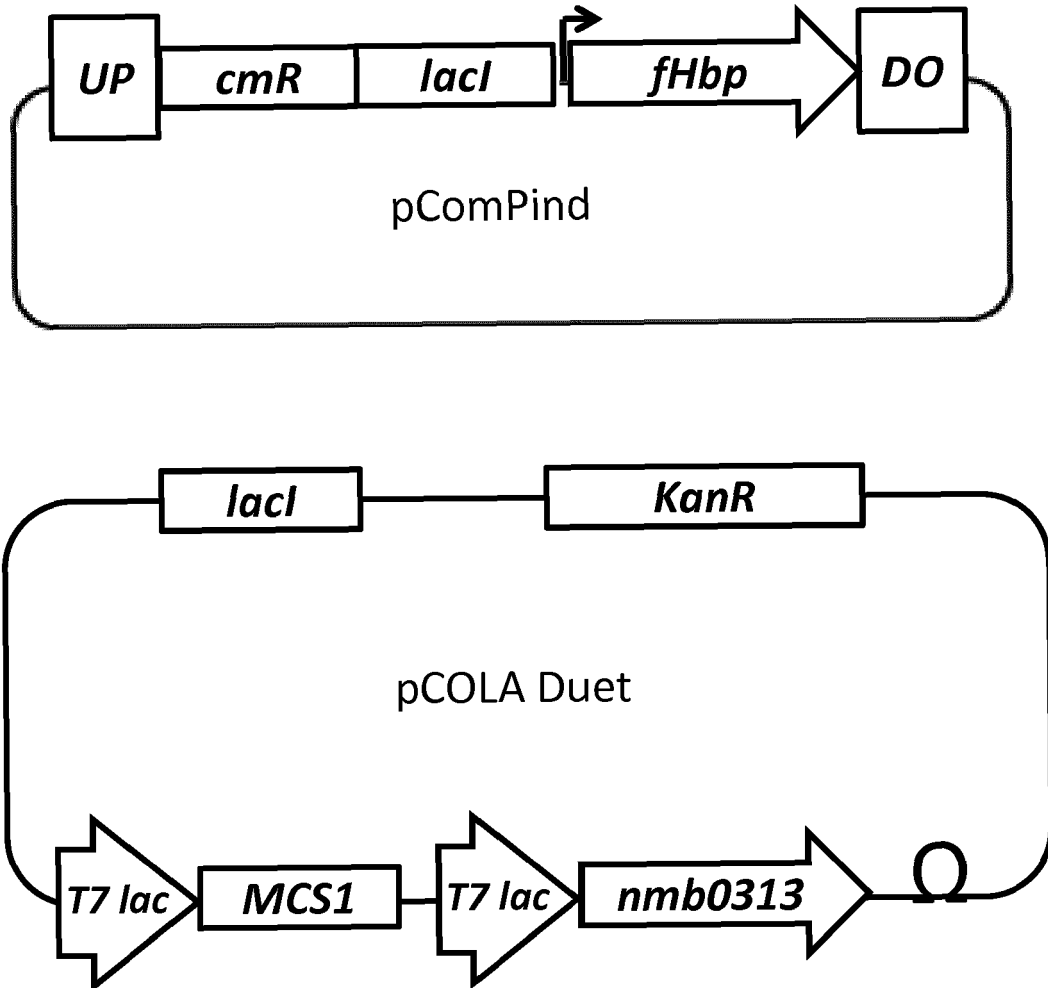 UP cmR lacI fHbp DO
pComPind
lacI KanR
pCOLA Duet
T7 lac MCS1 T7 lac nmb0313